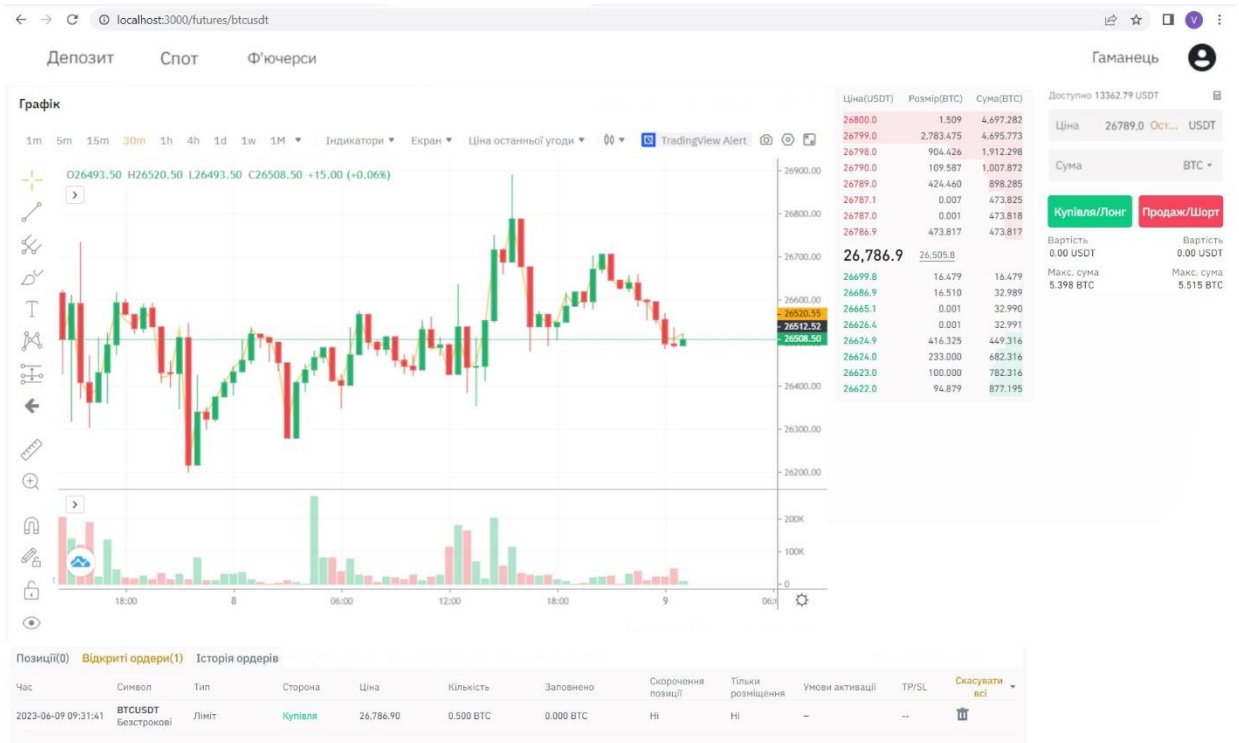 localhost:3000/futures/btcusdt
V
Депозит Спот Ф'ючерси Гаманець
Графік
1m 5m 15m 30m 1h 4h 1d 1w 1M Індикатори Екран Ціна останньої угоди TradingView Alert
O26493.50 H26520.50 L26493.50 C26508.50 +15.00 (+0.06%)
26900.00
26800.00
26700.00
26600.00
26520.55
26512.52
26508.50
26400.00
26300.00
26200.00
200K
100K
0
18:00 8 06:00 12:00 18:00 9
Ціна(USDT) Розмір(BTC) Сума(BTC)
26800.0 1.509 4,697.282
26799.0 2,783.475 4,695.773
26798.0 904.426 1,912.298
26790.0 109.587 1,007.872
26789.0 424.460 898.285
26787.1 0.007 473.825
26787.0 0.001 473.818
26786.9 473.817 473.817
26,786.9 26,505.8
26699.8 16.479 16.479
26686.9 16.510 32.989
26665.1 0.001 32.990
26626.4 0.001 32.991
26624.9 416.325 449.316
26624.0 233.000 682.316
26623.0 100.000 782.316
26622.0 94.879 877.195
Доступно 13362.79 USDT
Ціна 26789,0 Ост... USDT
Сума BTC
Купівля/Лонг Продаж/Шорт
Вартість Вартість
0.00 USDT 0.00 USDT
Макс. сума Макс. сума
5.398 BTC 5.515 BTC
Позиції(0) Відкриті ордери(1) Історія ордерів
Час Символ Тип Сторона Ціна Кількість Заповнено Скорочення позиції Тільки розміщення Умови активації TP/SL Скасувати всі
2023-06-09 09:31:41 BTCUSDT Безстрокові Ліміт Купівля 26,786.90 0.500 BTC 0.000 BTC Ні Ні – --